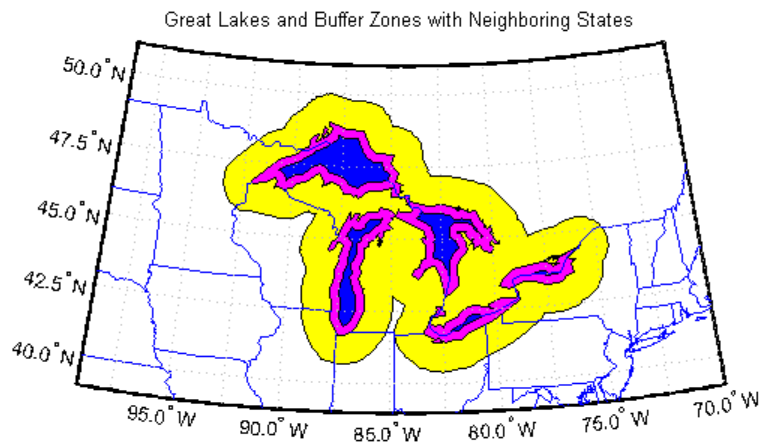 Great Lakes and Buffer Zones with Neighboring States
50.0° N
47.5° N
45.0° N
42.5° N
40.0° N
95.0° W
90.0° W
85.0° W
80.0° W
75.0° W
70.0° W